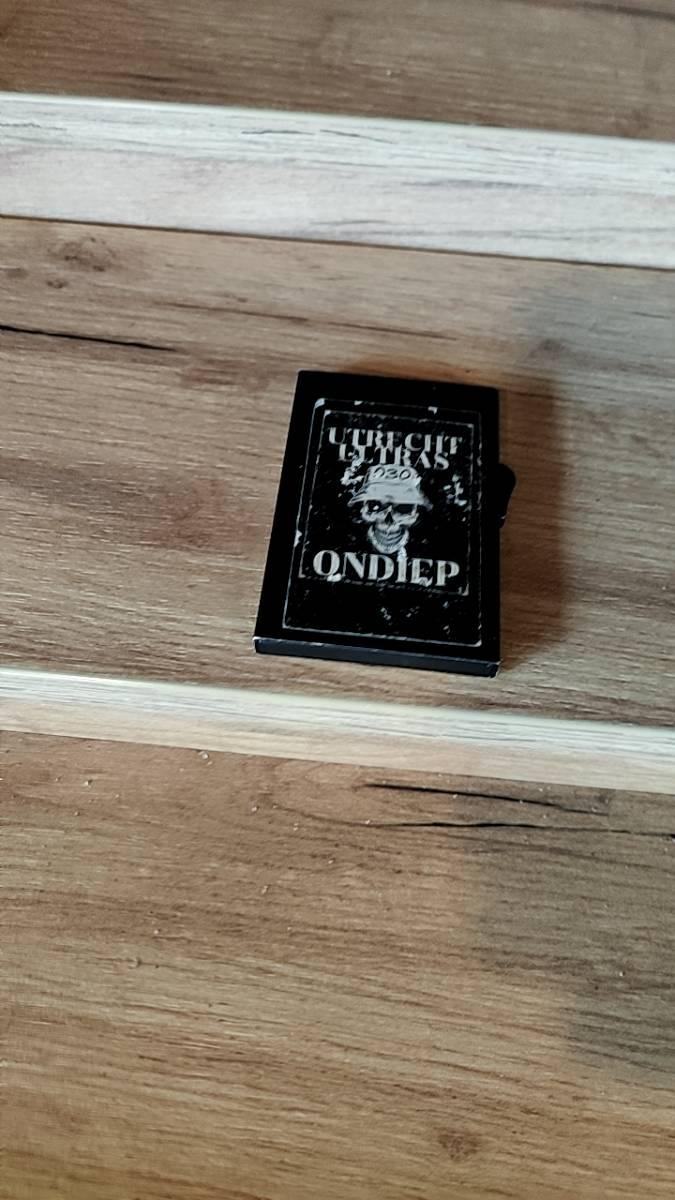 UTRECHT
ULTRAS
030
ONDIEP